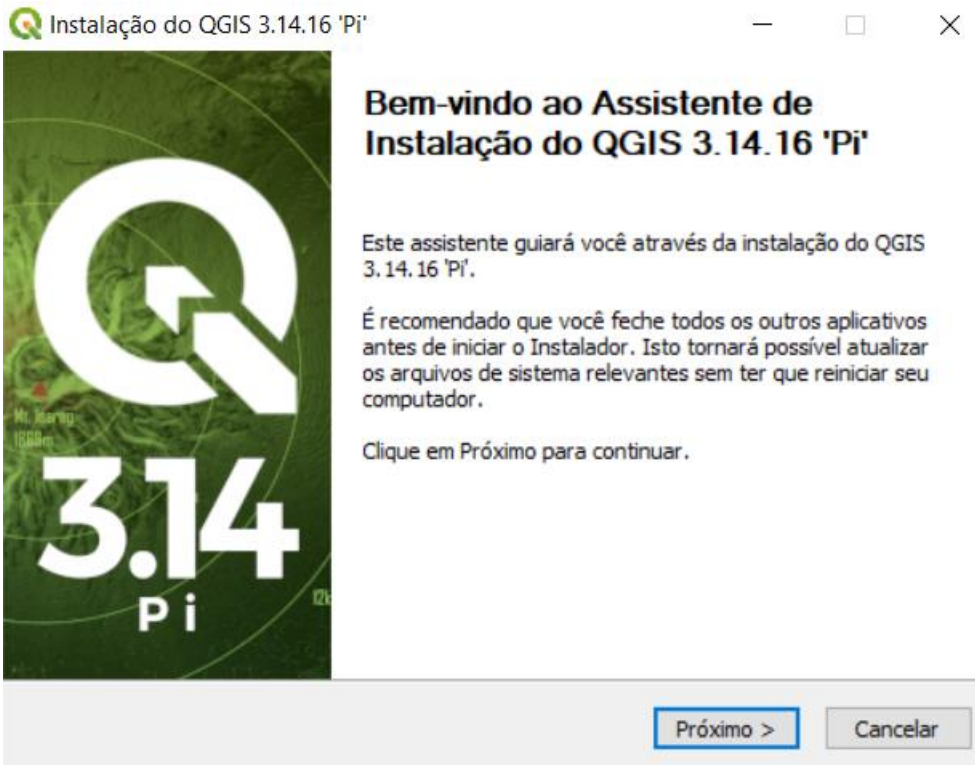 Instalação do QGIS 3.14.16 'Pi'
Bem-vindo ao Assistente de
Instalação do QGIS 3.14.16 'Pi'
Este assistente guiará você através da instalação do QGIS
3.14.16 'Pi'.
É recomendado que você feche todos os outros aplicativos
antes de iniciar o Instalador. Isto tornará possível atualizar
os arquivos de sistema relevantes sem ter que reiniciar seu
computador.
Clique em Próximo para continuar.
Mt.
1868m
3.14
Pi
12k
Próximo >
Cancelar